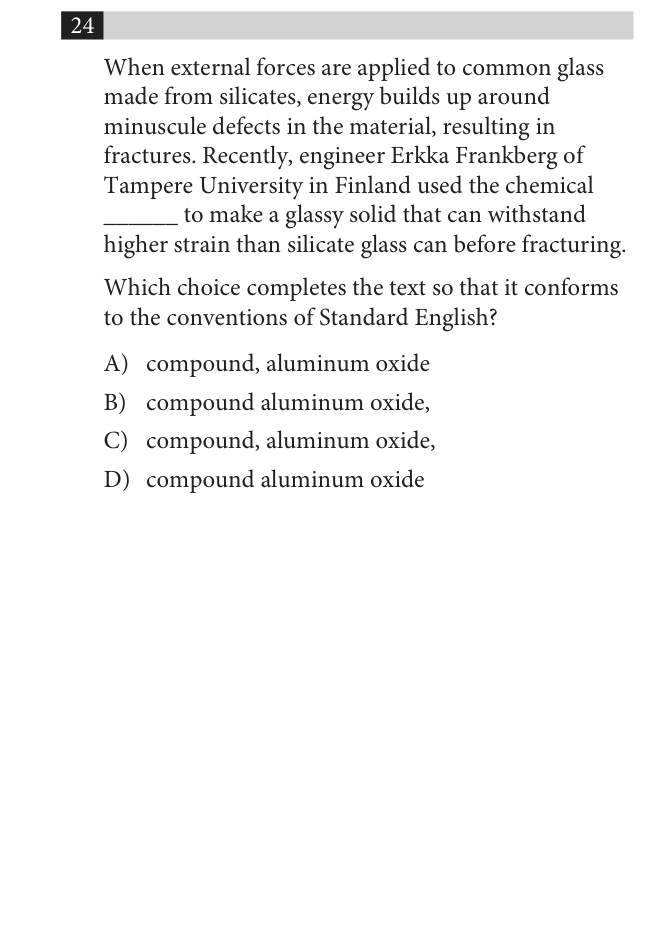 24
When external forces are applied to common glass
made from silicates, energy builds up around
minuscule defects in the material, resulting in
fractures. Recently, engineer Erkka Frankberg of
Tampere University in Finland used the chemical
______ to make a glassy solid that can withstand
higher strain than silicate glass can before fracturing.
Which choice completes the text so that it conforms
to the conventions of Standard English?
A) compound, aluminum oxide
B) compound aluminum oxide,
C) compound, aluminum oxide,
D) compound aluminum oxide